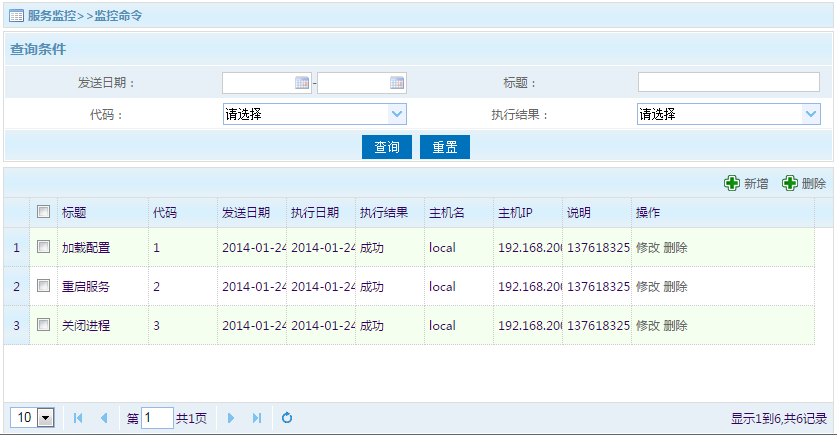 服务监控>>监控命令
查询条件
发送日期： - 标题：
代码： 请选择 执行结果： 请选择
查询 重置
新增 删除
标题 代码 发送日期 执行日期 执行结果 主机名 主机IP 说明 操作
1 加载配置 1 2014-01-24 2014-01-24 成功 local 192.168.200 137618325 修改 删除
2 重启服务 2 2014-01-24 2014-01-24 成功 local 192.168.200 137618325 修改 删除
3 关闭进程 3 2014-01-24 2014-01-24 成功 local 192.168.200 137618325 修改 删除
10 第 1 共1页 显示1到6,共6记录